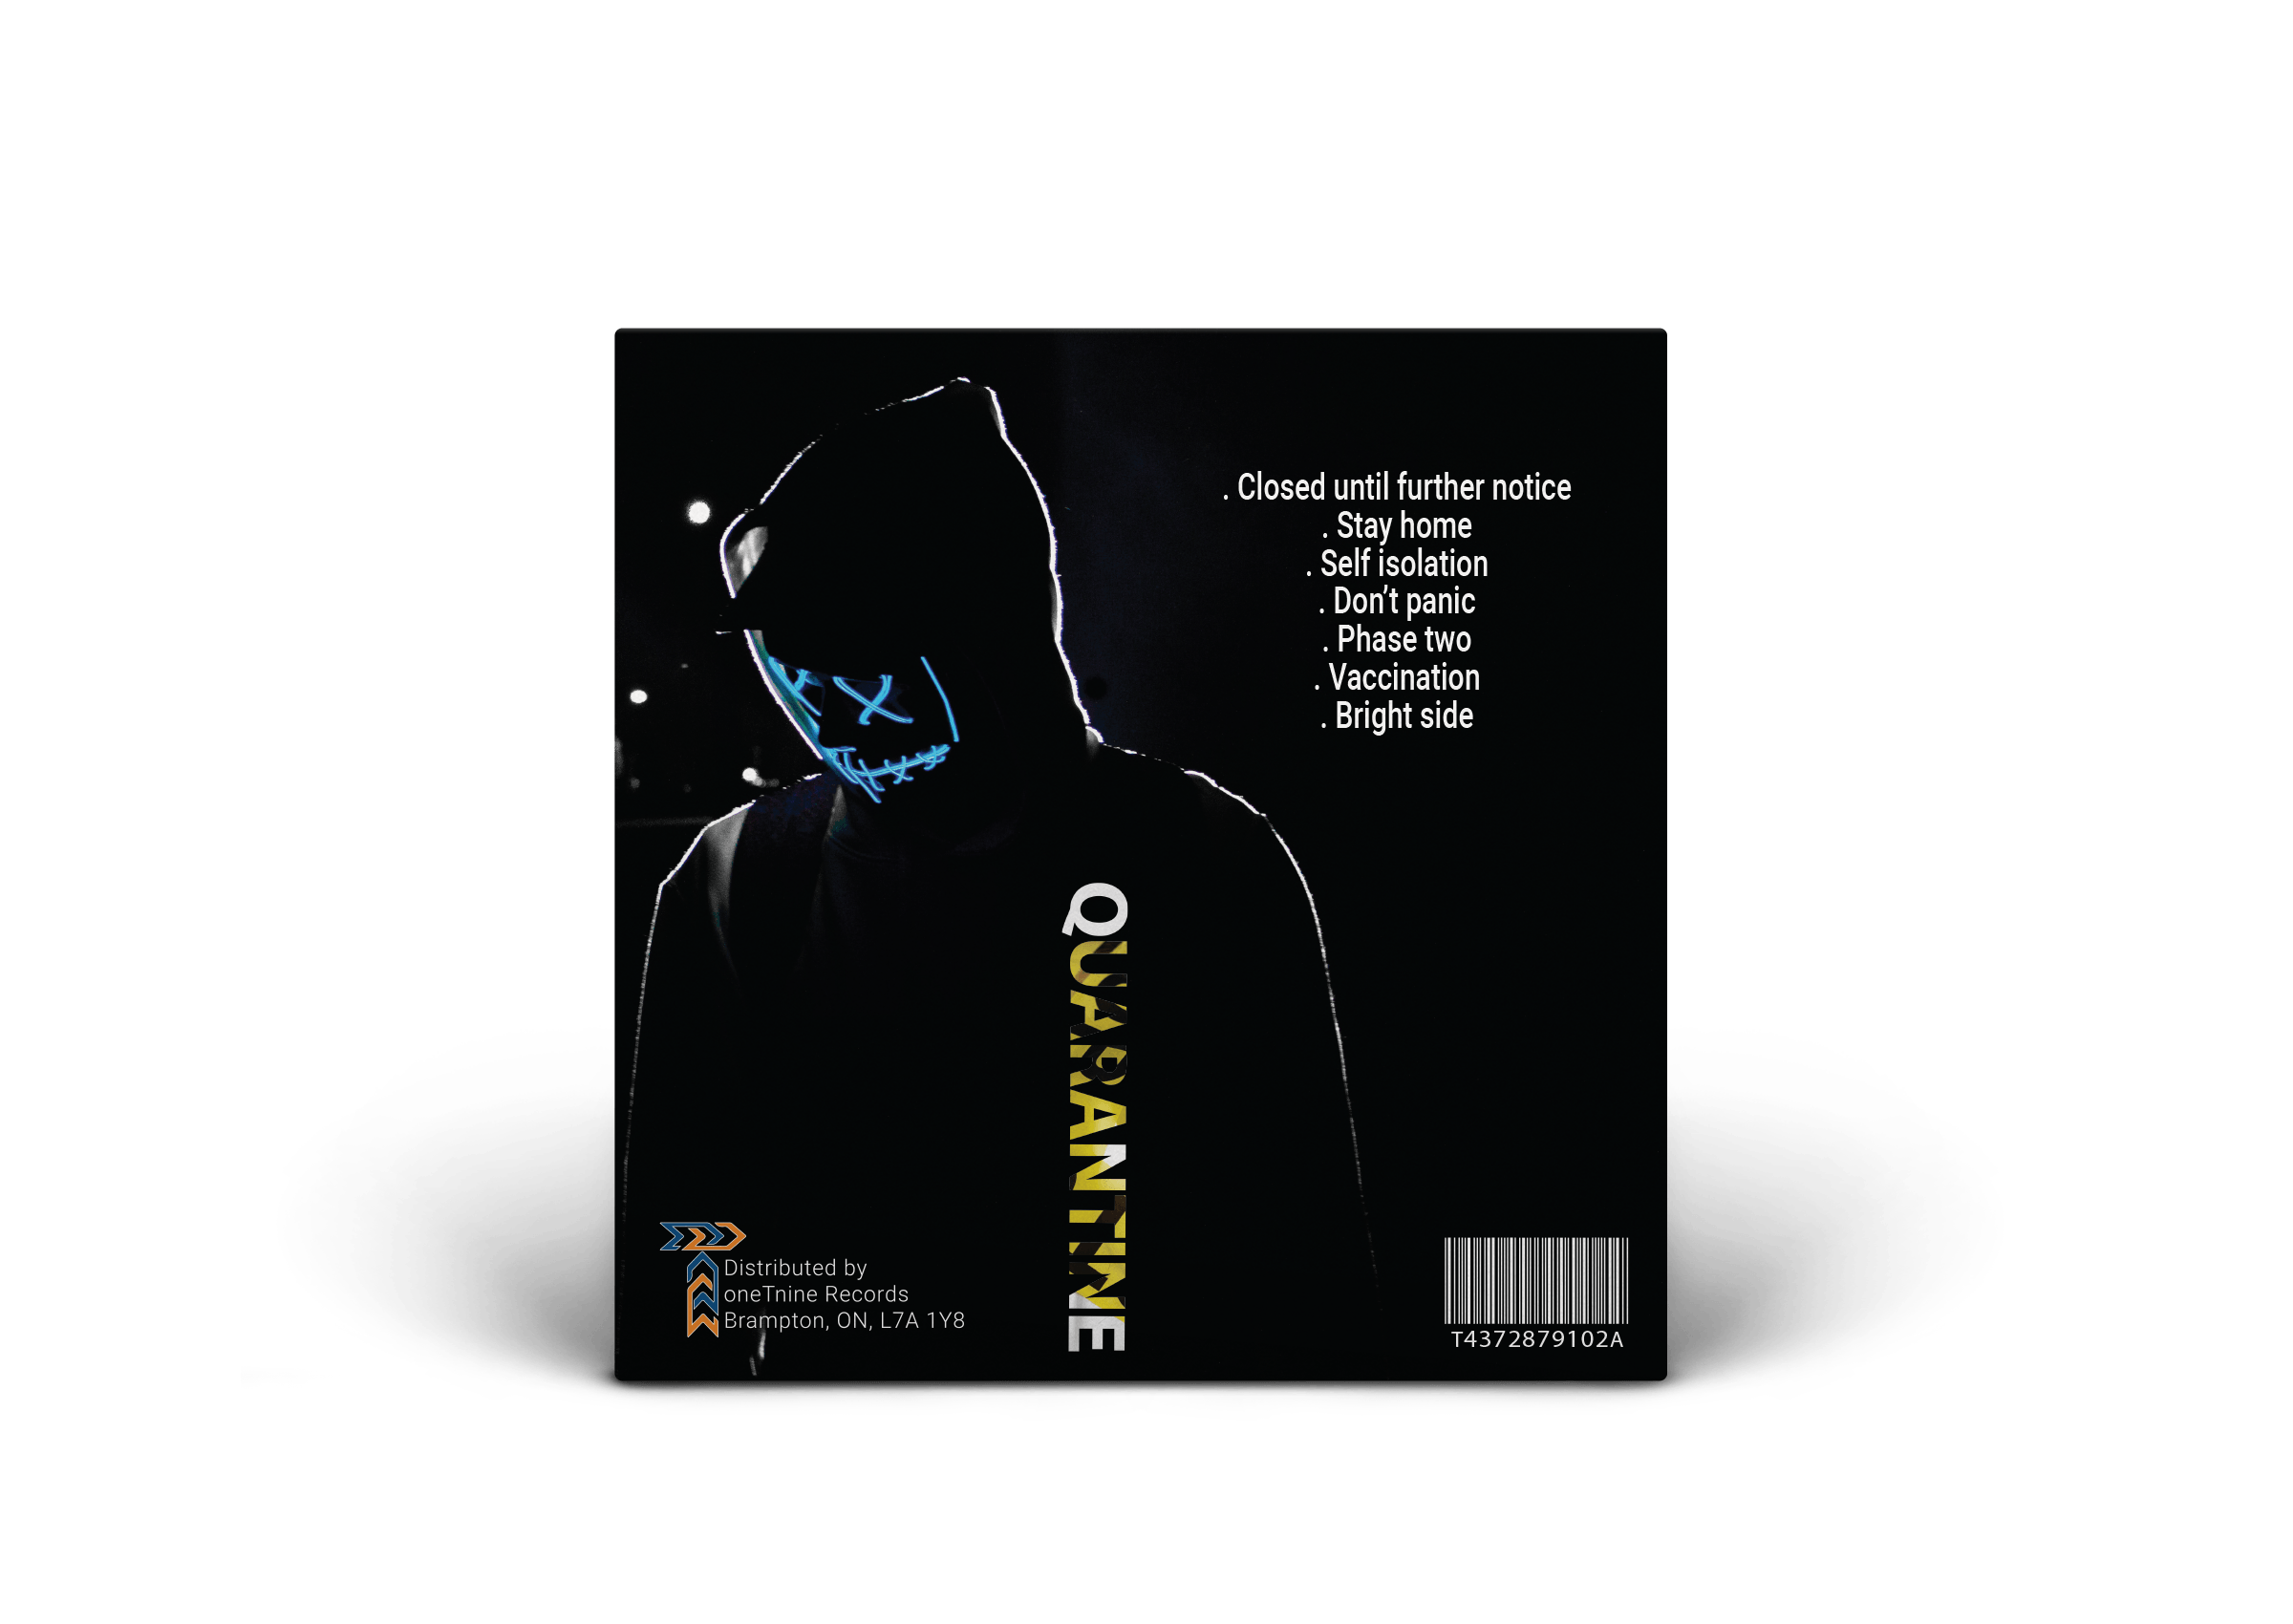 . Closed until further notice
. Stay home
. Self isolation
. Don’t panic
. Phase two
. Vaccination
. Bright side
QUARANTINE
Distributed by
oneTnine Records
Brampton, ON, L7A 1Y8
T4372879102A